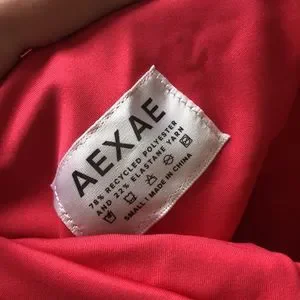 AEXAE
78% RECYCLED POLYESTER
AND 22% ELASTANE YARN
SMALL | MADE IN CHINA